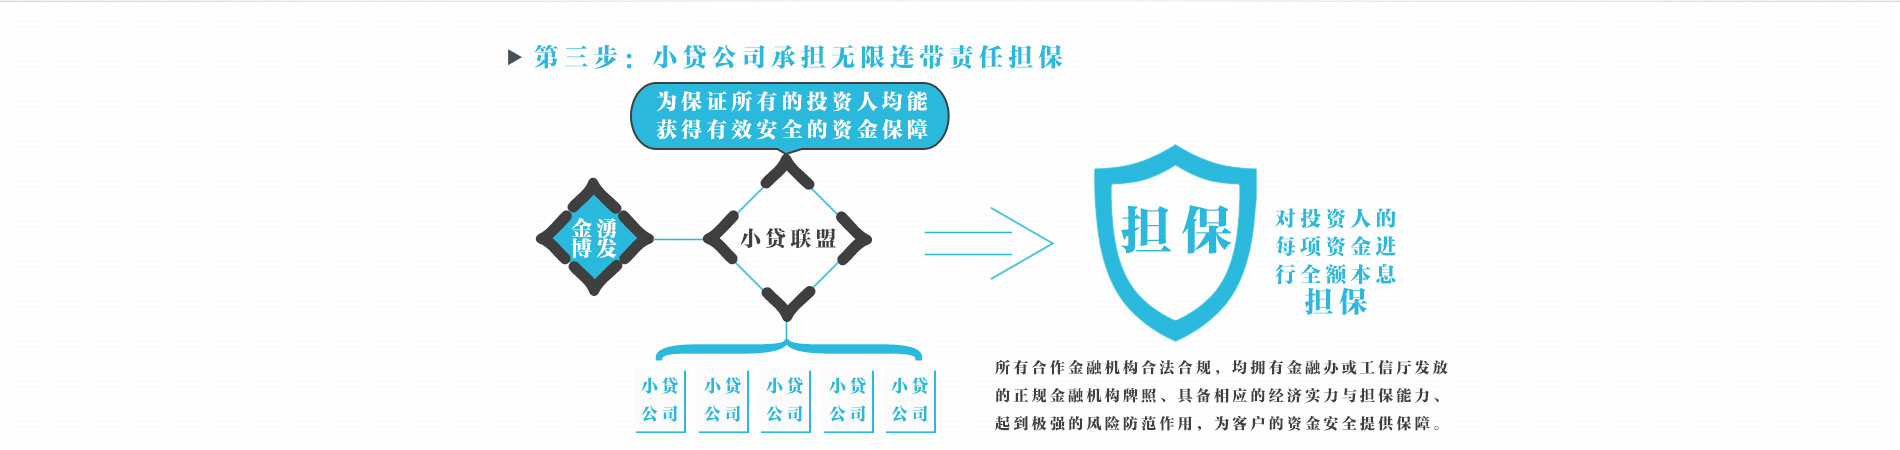 第三步：小贷公司承担无限连带责任担保
为保证所有的投资人均能
获得有效安全的资金保障
金湧
博发
小贷联盟
小贷 小贷 小贷 小贷 小贷
公司 公司 公司 公司 公司
担保
对投资人的
每项资金进
行全额本息
担保
所有合作金融机构合法合规，均拥有金融办或工信厅发放
的正规金融机构牌照、具备相应的经济实力与担保能力、
起到极强的风险防范作用，为客户的资金安全提供保障。